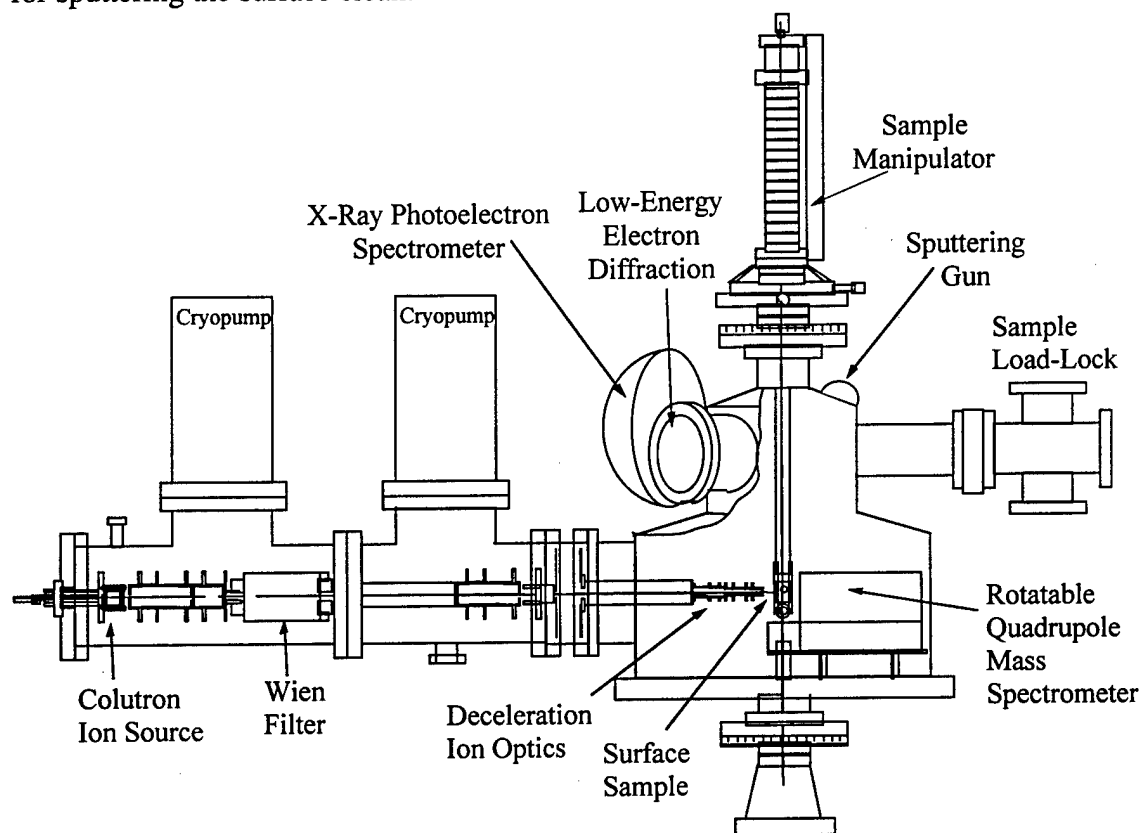 for sputtering the surface
Sample
Manipulator
X-Ray Photoelectron
Spectrometer
Low-Energy
Electron
Diffraction
Sputtering
Gun
Cryopump
Cryopump
Sample
Load-Lock
Colutron
Ion Source
Wien
Filter
Deceleration
Ion Optics
Surface
Sample
Rotatable
Quadrupole
Mass
Spectrometer